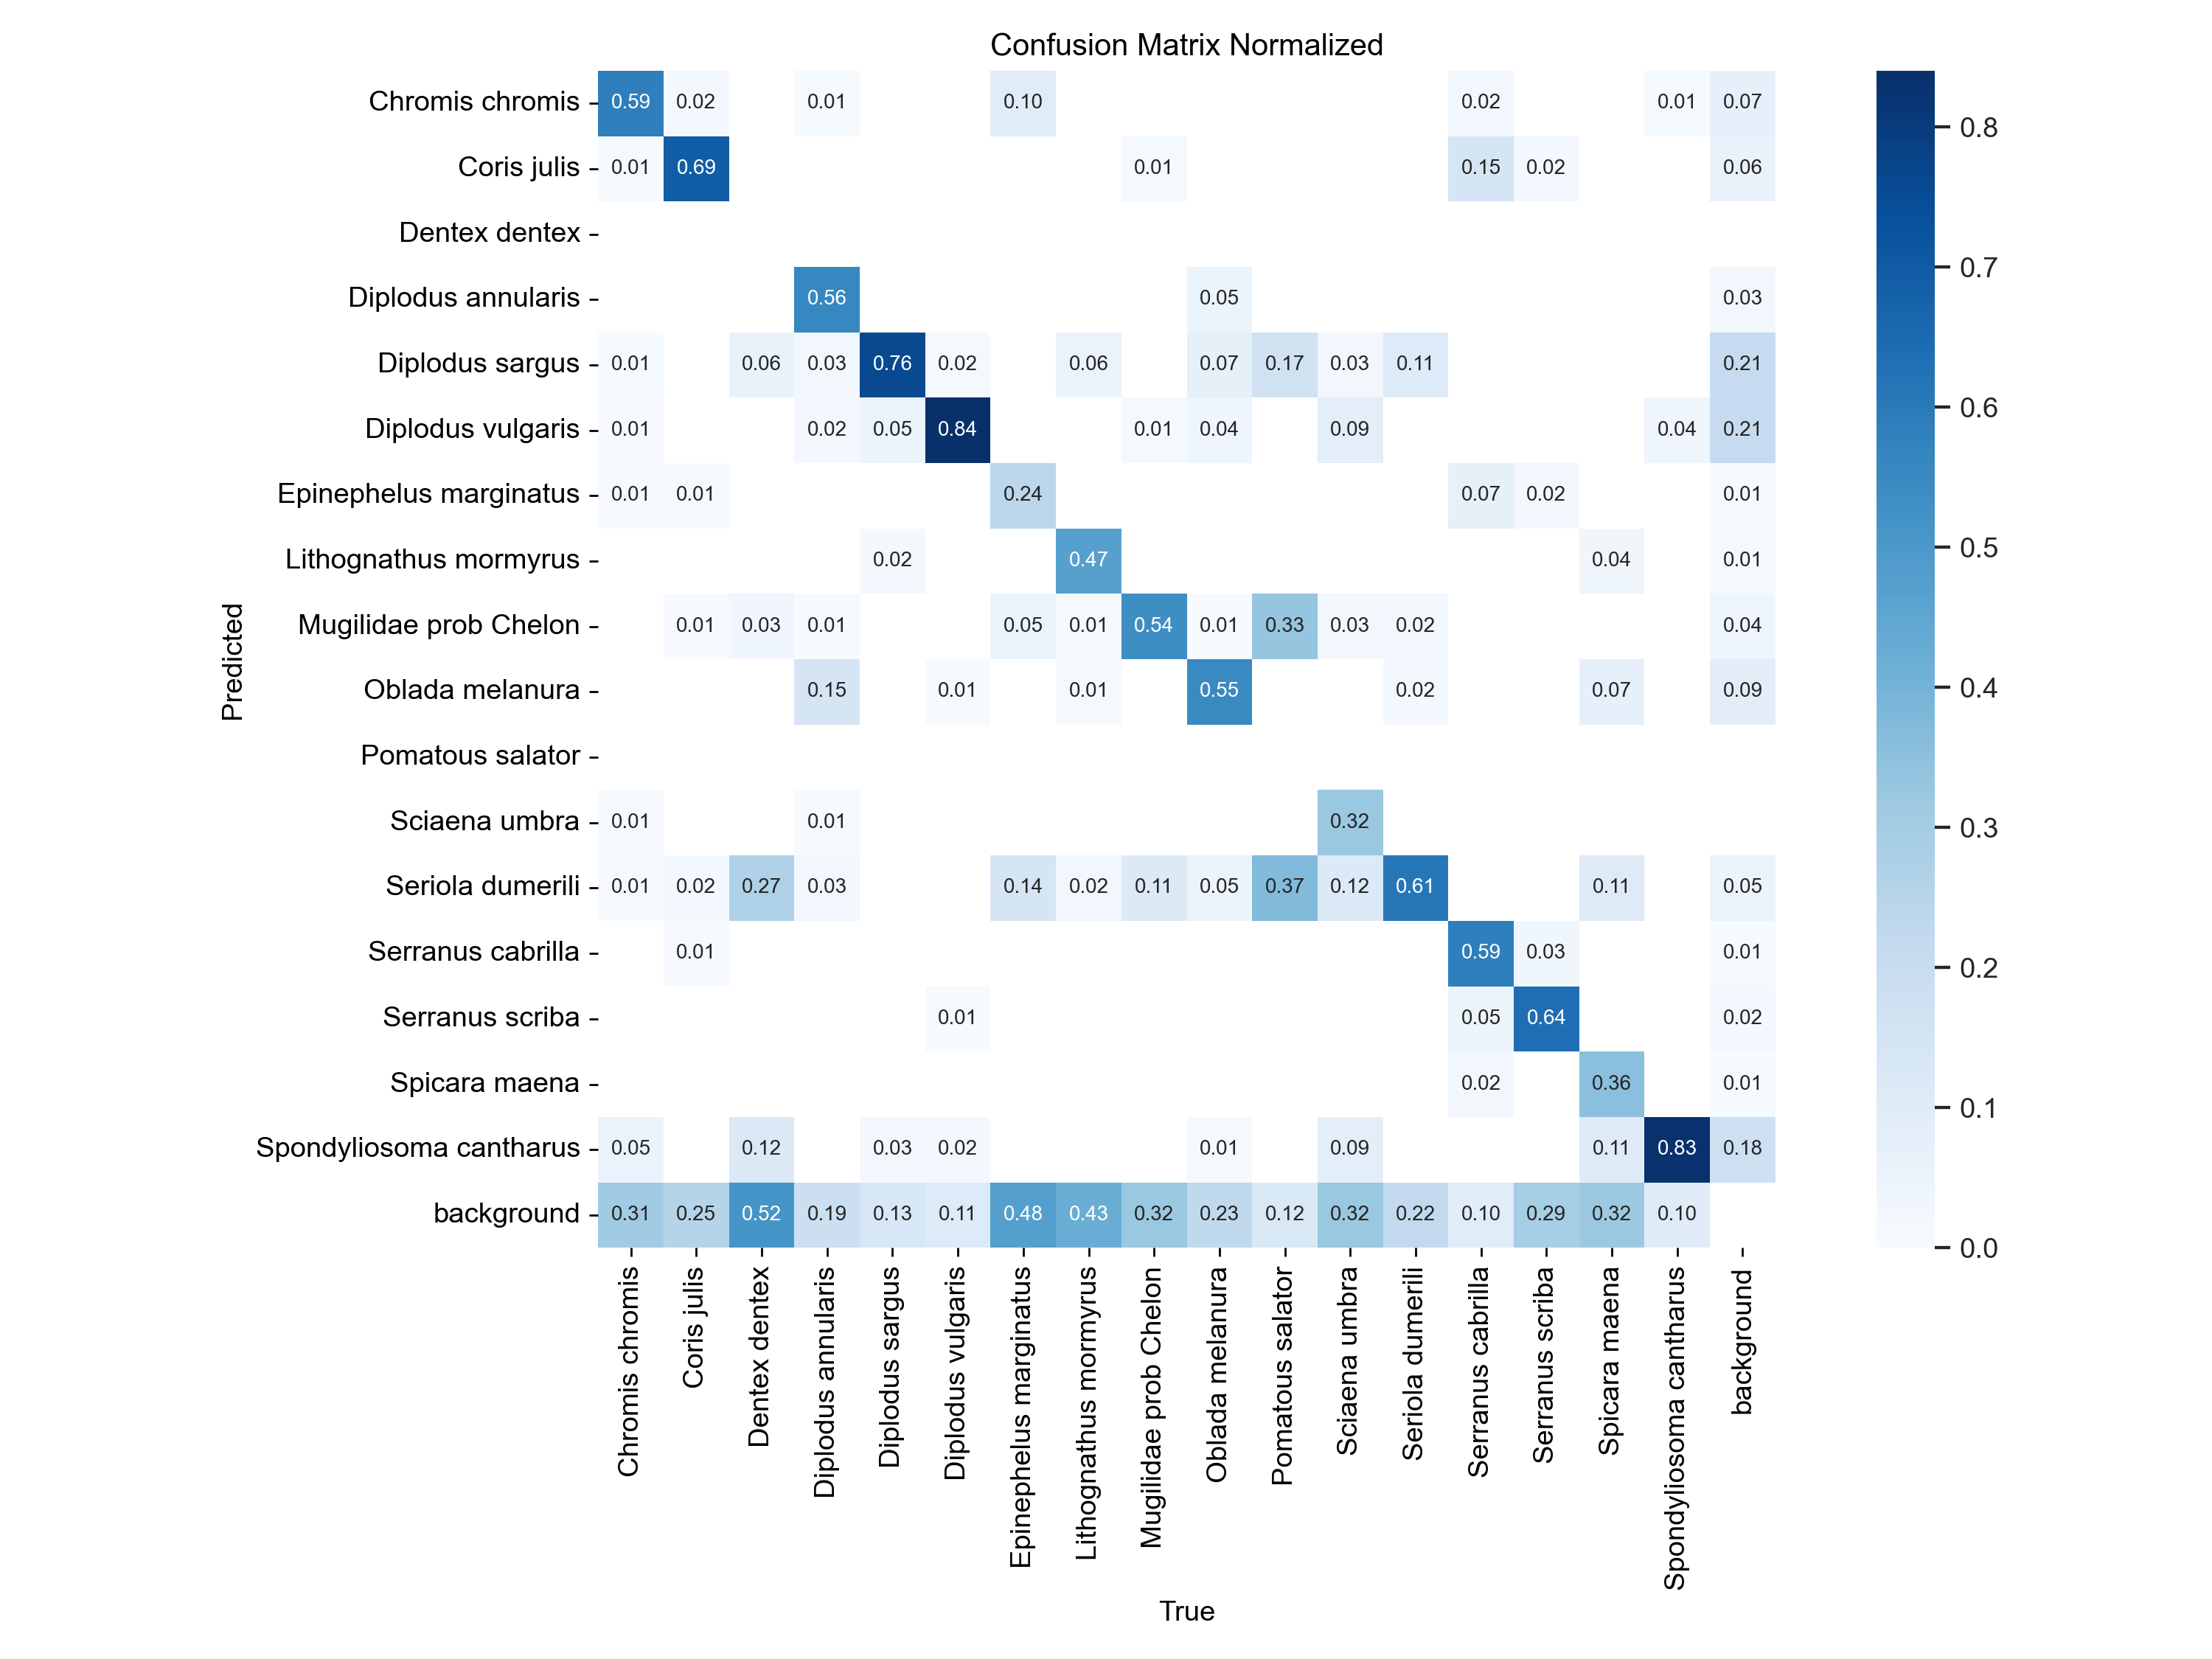 Confusion Matrix Normalized
Chromis chromis 0.59 0.02 0.01 0.10 0.02 0.01 0.07
Coris julis 0.01 0.69 0.01 0.15 0.02 0.06
Dentex dentex
Diplodus annularis 0.56 0.05 0.03
Diplodus sargus 0.01 0.06 0.03 0.76 0.02 0.06 0.07 0.17 0.03 0.11 0.21
Diplodus vulgaris 0.01 0.02 0.05 0.84 0.01 0.04 0.09 0.04 0.21
Epinephelus marginatus 0.01 0.01 0.24 0.07 0.02 0.01
Lithognathus mormyrus 0.02 0.47 0.04 0.01
Mugilidae prob Chelon 0.01 0.03 0.01 0.05 0.01 0.54 0.01 0.33 0.03 0.02 0.04
Oblada melanura 0.15 0.01 0.01 0.55 0.02 0.07 0.09
Pomatous salator
Sciaena umbra 0.01 0.01 0.32
Seriola dumerili 0.01 0.02 0.27 0.03 0.14 0.02 0.11 0.05 0.37 0.12 0.61 0.11 0.05
Serranus cabrilla 0.01 0.59 0.03 0.01
Serranus scriba 0.01 0.05 0.64 0.02
Spicara maena 0.02 0.36 0.01
Spondyliosoma cantharus 0.05 0.12 0.03 0.02 0.01 0.09 0.11 0.83 0.18
background 0.31 0.25 0.52 0.19 0.13 0.11 0.48 0.43 0.32 0.23 0.12 0.32 0.22 0.10 0.29 0.32 0.10
Predicted
Chromis chromis
Coris julis
Dentex dentex
Diplodus annularis
Diplodus sargus
Diplodus vulgaris
Epinephelus marginatus
Lithognathus mormyrus
Mugilidae prob Chelon
Oblada melanura
Pomatous salator
Sciaena umbra
Seriola dumerili
Serranus cabrilla
Serranus scriba
Spicara maena
Spondyliosoma cantharus
background
True
0.8
0.7
0.6
0.5
0.4
0.3
0.2
0.1
0.0